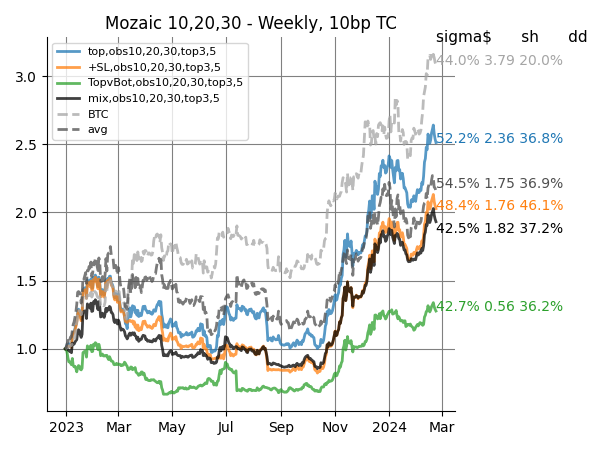 Mozaic 10,20,30 - Weekly, 10bp TC
sigma$ sh dd
top,obs10,20,30,top3,5
+SL,obs10,20,30,top3,5
TopvBot,obs10,20,30,top3,5
mix,obs10,20,30,top3,5
BTC
avg
44.0% 3.79 20.0%
52.2% 2.36 36.8%
54.5% 1.75 36.9%
48.4% 1.76 46.1%
42.5% 1.82 37.2%
42.7% 0.56 36.2%
3.0
2.5
2.0
1.5
1.0
2023 Mar May Jul Sep Nov 2024 Mar